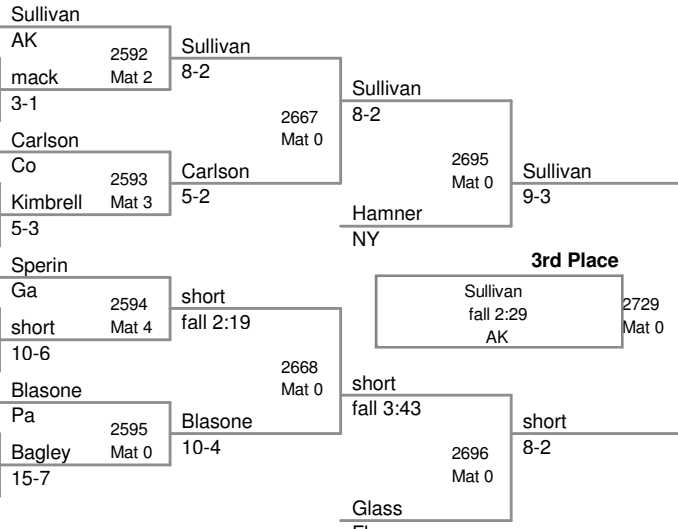 Sullivan
AK
2592
Mat 2
mack
3-1
Sullivan
8-2
Carlson
Co
2593
Mat 3
Kimbrell
5-3
Carlson
5-2
2667
Mat 0
Sullivan
8-2
2695
Mat 0
Hamner
NY
Sullivan
9-3
3rd Place
Sullivan
fall 2:29
AK
2729
Mat 0
Sperin
Ga
2594
Mat 4
short
10-6
short
fall 2:19
Blasone
Pa
2595
Mat 0
Bagley
15-7
Blasone
10-4
2668
Mat 0
short
fall 3:43
2696
Mat 0
Glass
short
8-2